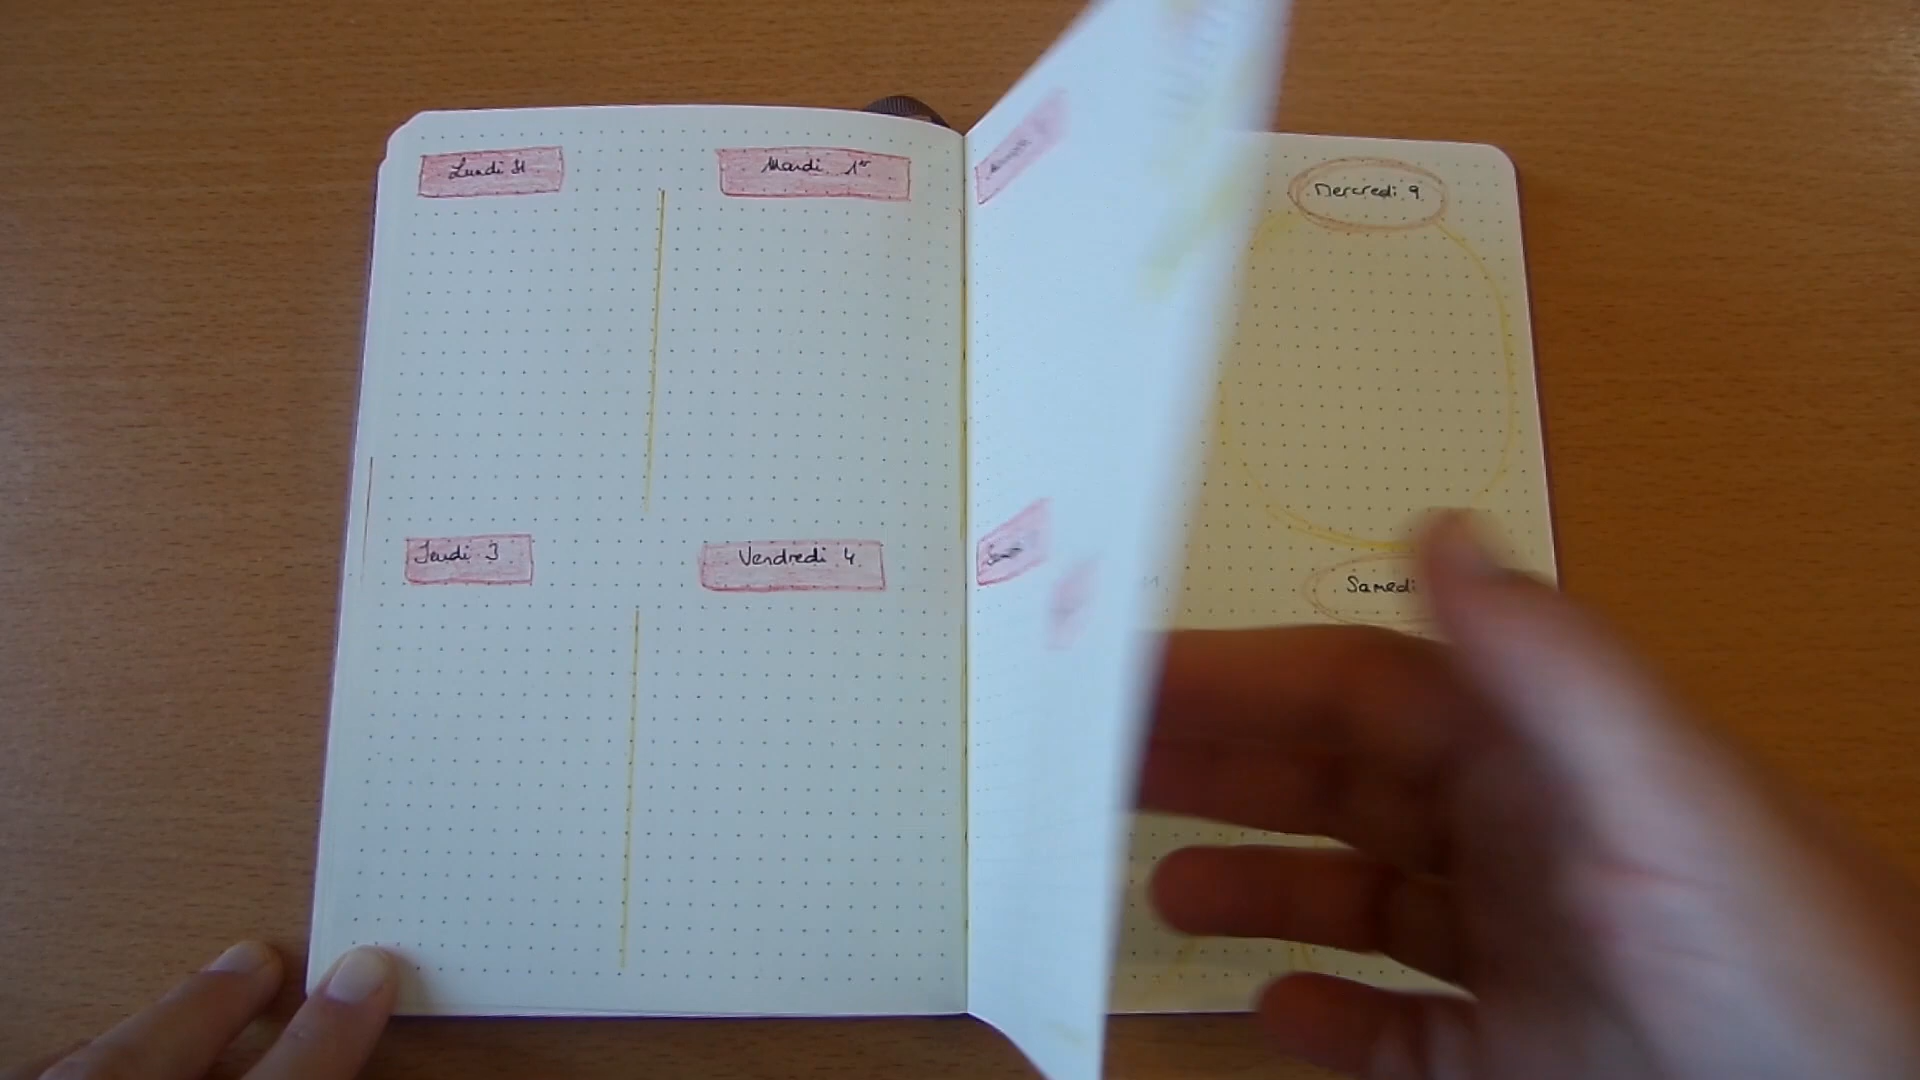 Lundi 31
Mardi 1er
Jeudi 3
Vendredi 4
Mercredi 9
Samedi